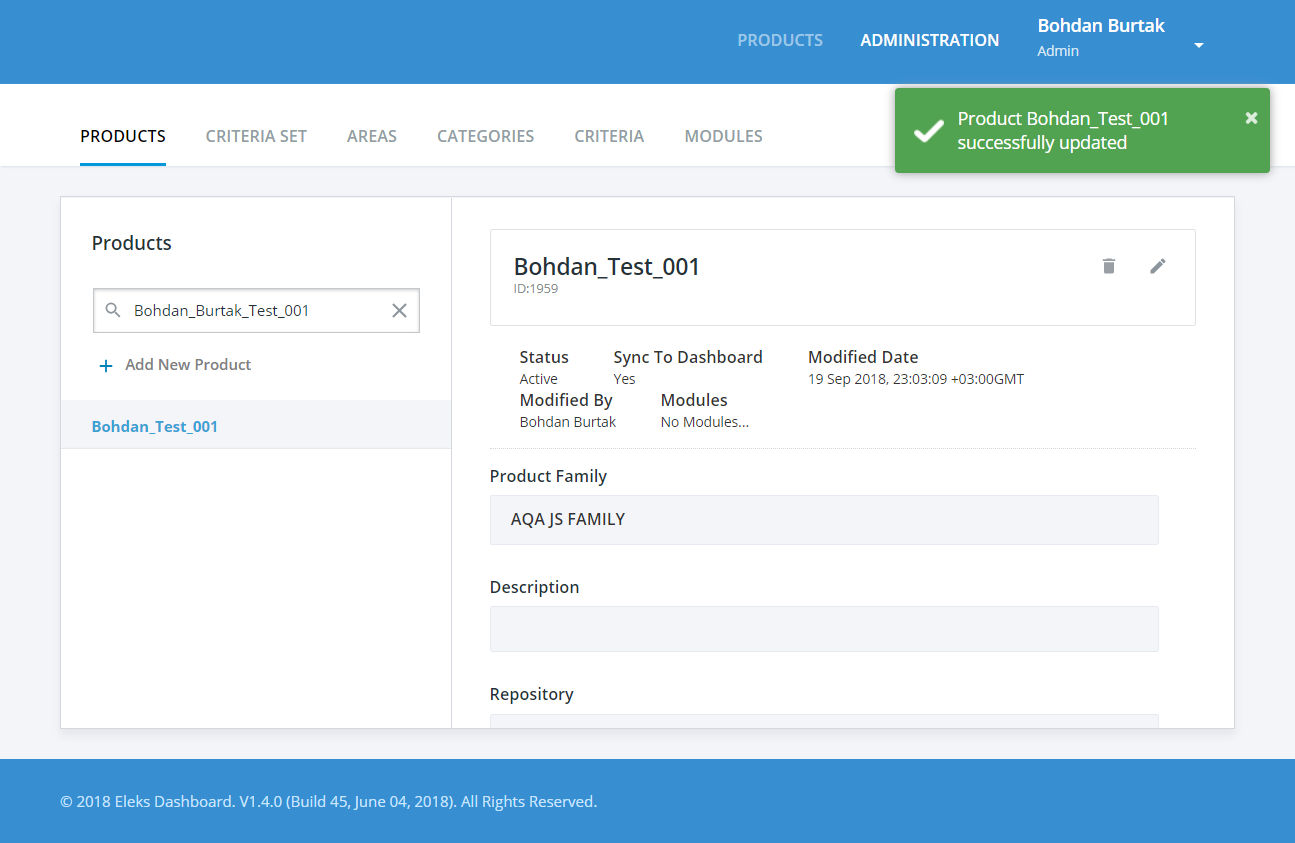 PRODUCTS
ADMINISTRATION
Bohdan Burtak
Admin
PRODUCTS
CRITERIA SET
AREAS
CATEGORIES
CRITERIA
MODULES
Product Bohdan_Test_001
successfully updated
Products
Bohdan_Burtak_Test_001
Add New Product
Bohdan_Test_001
Bohdan_Test_001
ID:1959
Status
Sync To Dashboard
Modified Date
Active
Yes
19 Sep 2018, 23:03:09 +03:00GMT
Modified By
Modules
Bohdan Burtak
No Modules...
Product Family
AQA JS FAMILY
Description
Repository
© 2018 Eleks Dashboard. V1.4.0 (Build 45, June 04, 2018). All Rights Reserved.